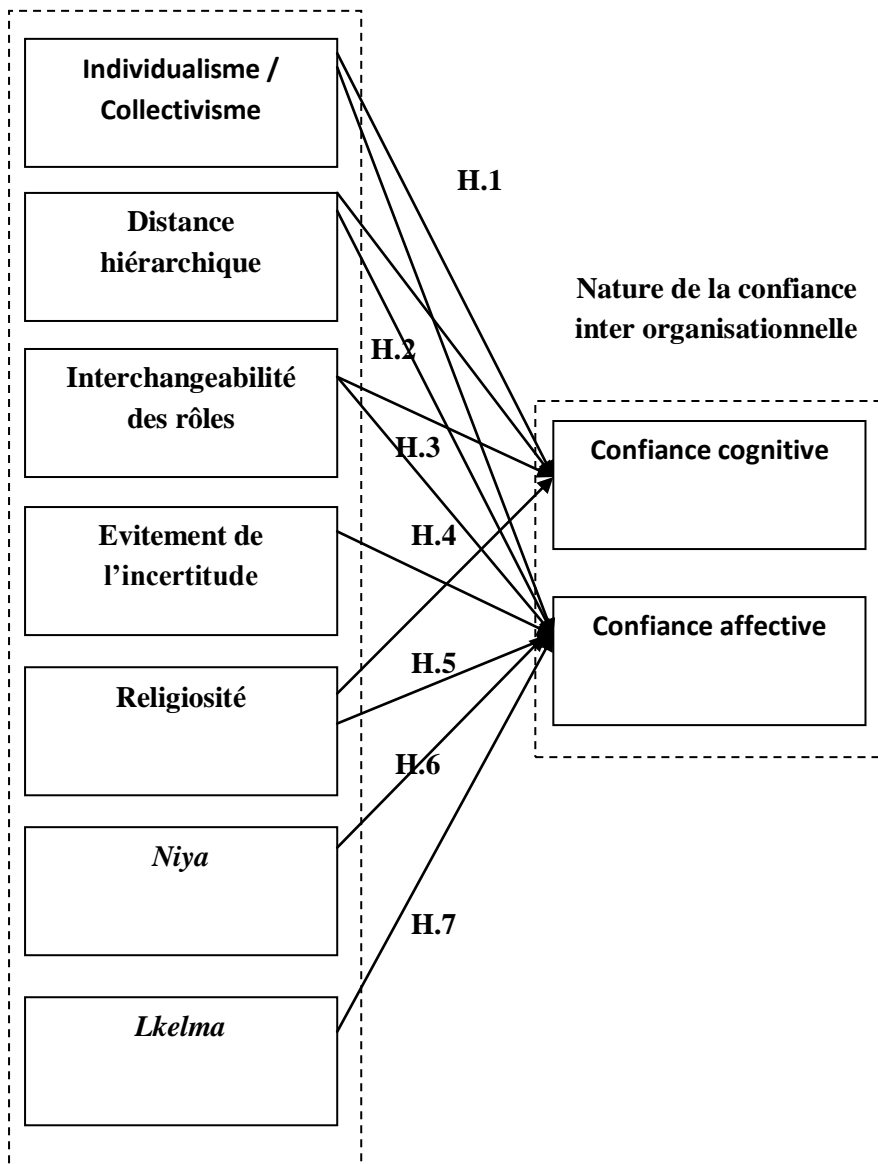 Individualisme /
Collectivisme
H.1
Distance
hiérarchique
Nature de la confiance
inter organisationnelle
H.2
Interchangeabilité
des rôles
H.3
Confiance cognitive
Evitement de
l’incertitude
H.4
Confiance affective
H.5
Religiosité
H.6
Niya
H.7
Lkelma